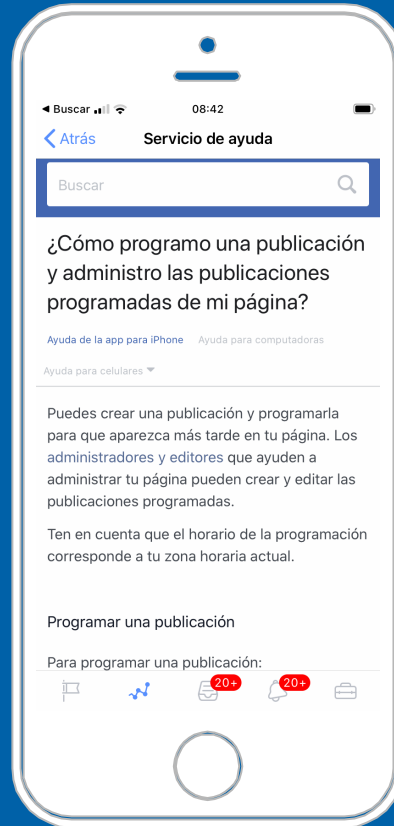 ◀ Buscar
08:42
Atrás
Servicio de ayuda
Buscar
¿Cómo programo una publicación
y administro las publicaciones
programadas de mi página?
Ayuda de la app para iPhone Ayuda para computadoras
Ayuda para celulares ▼
Puedes crear una publicación y programarla
para que aparezca más tarde en tu página. Los
administradores y editores que ayuden a
administrar tu página pueden crear y editar las
publicaciones programadas.
Ten en cuenta que el horario de la programación
corresponde a tu zona horaria actual.
Programar una publicación
Para programar una publicación:
20+ 20+